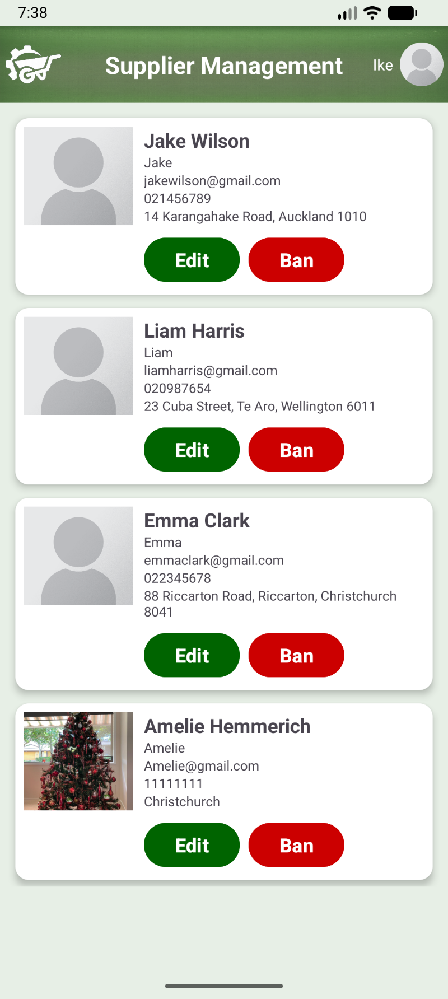 7:38
Supplier Management
Ike
Jake Wilson
Jake
jakewilson@gmail.com
021456789
14 Karangahake Road, Auckland 1010
Edit
Ban
Liam Harris
Liam
liamharris@gmail.com
020987654
23 Cuba Street, Te Aro, Wellington 6011
Edit
Ban
Emma Clark
Emma
emmaclark@gmail.com
022345678
88 Riccarton Road, Riccarton, Christchurch
8041
Edit
Ban
Amelie Hemmerich
Amelie
Amelie@gmail.com
11111111
Christchurch
Edit
Ban